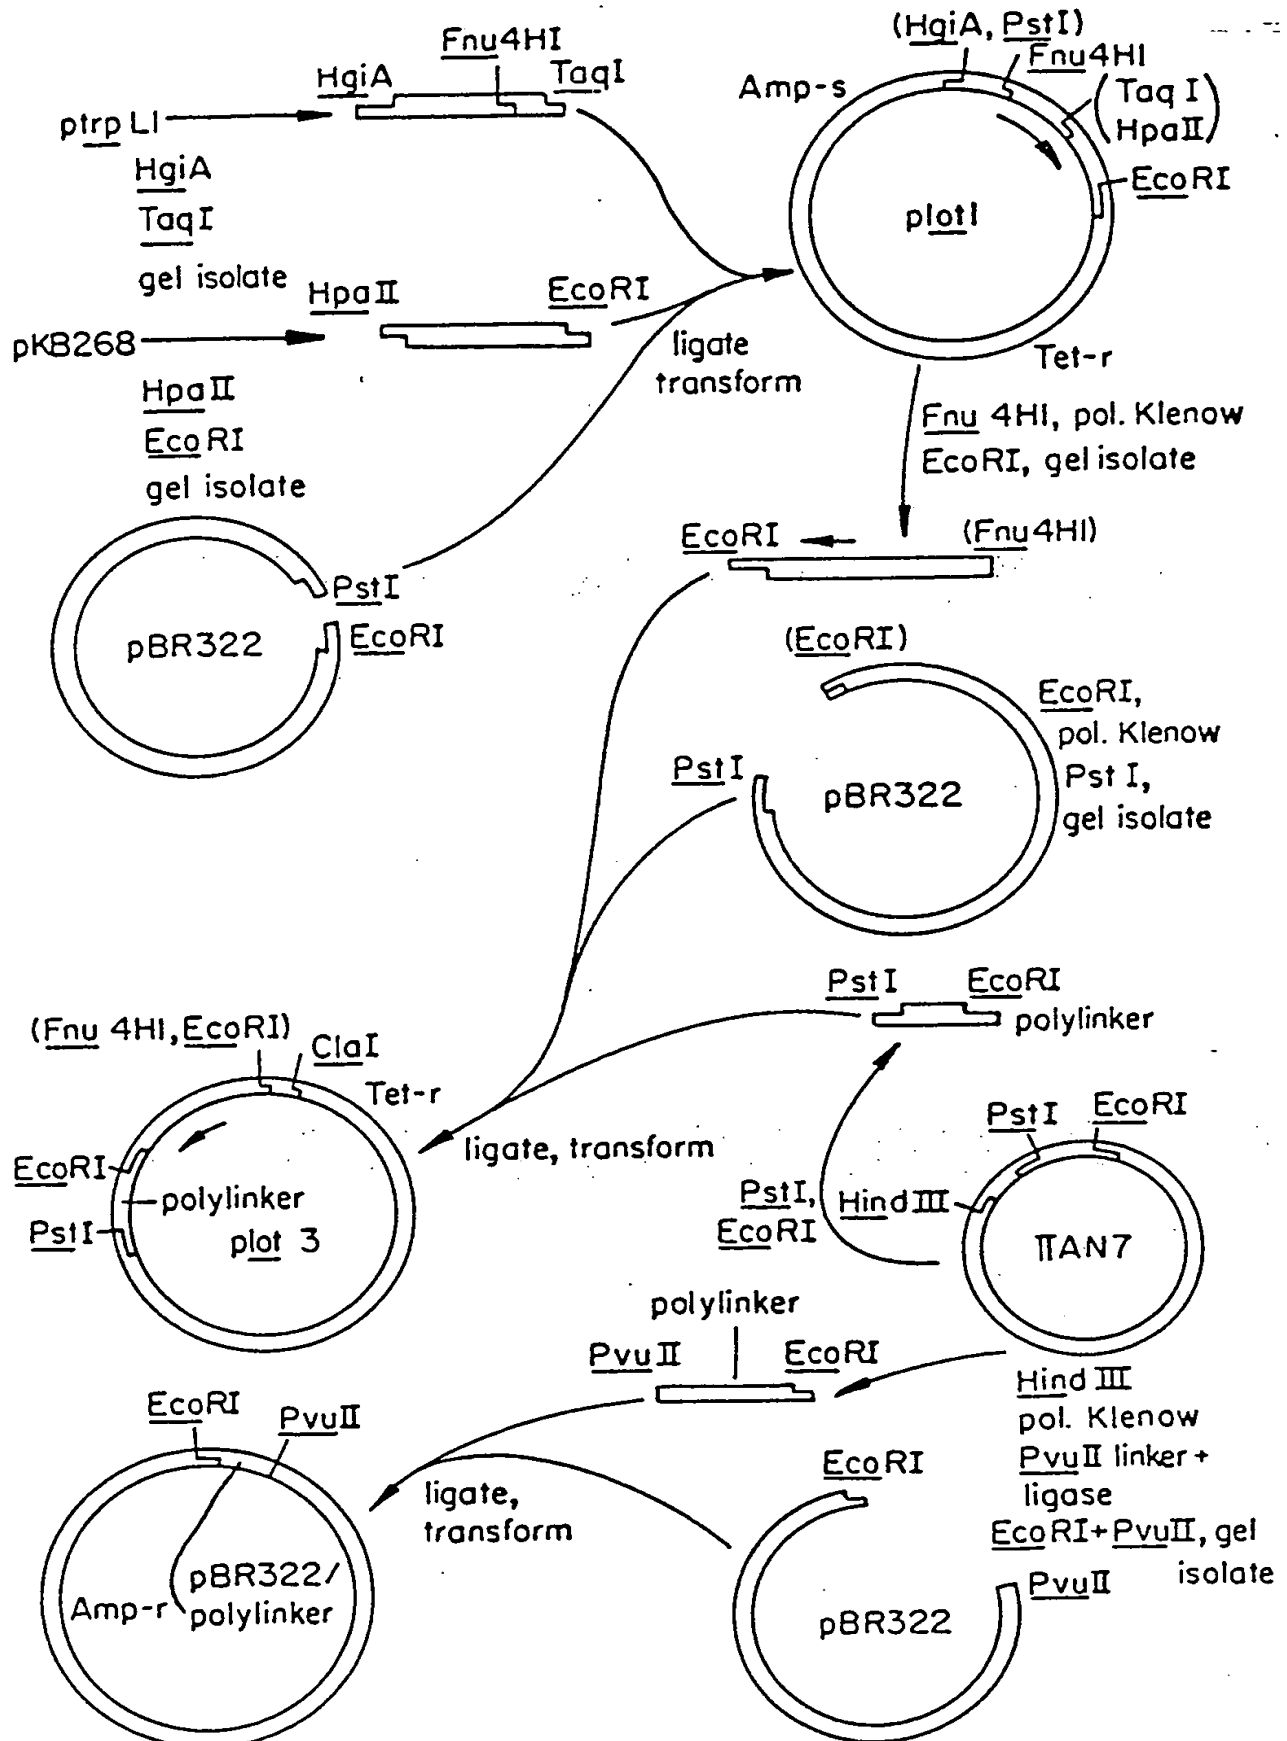 (HgiA, PstI)
Fnu4HI
Fnu4HI
HgiA
TaqI
Amp-s
(TaqI
HpaII)
ptrp L1
HgiA
TaqI
gel isolate
EcoRI
plot1
HpaII
EcoRI
pKB268
ligate
transform
Tet-r
HpaII
EcoRI
gel isolate
Fnu 4HI, pol. Klenow
EcoRI, gel isolate
EcoRI
(Fnu4HI)
PstI
EcoRI
pBR322
(EcoRI)
EcoRI,
pol. Klenow
Pst I,
gel isolate
PstI
pBR322
PstI
EcoRI
polylinker
(Fnu 4HI, EcoRI)
ClaI
Tet-r
ligate, transform
EcoRI
polylinker
PstI
plot 3
PstI
EcoRI
PstI,
EcoRI
HindIII
πAN7
polylinker
PvuII
EcoRI
HindIII
pol. Klenow
PvuII linker +
ligase
EcoRI+PvuII, gel
isolate
EcoRI
PvuII
ligate,
transform
EcoRI
PvuII
pBR322
Amp-r
pBR322/
polylinker